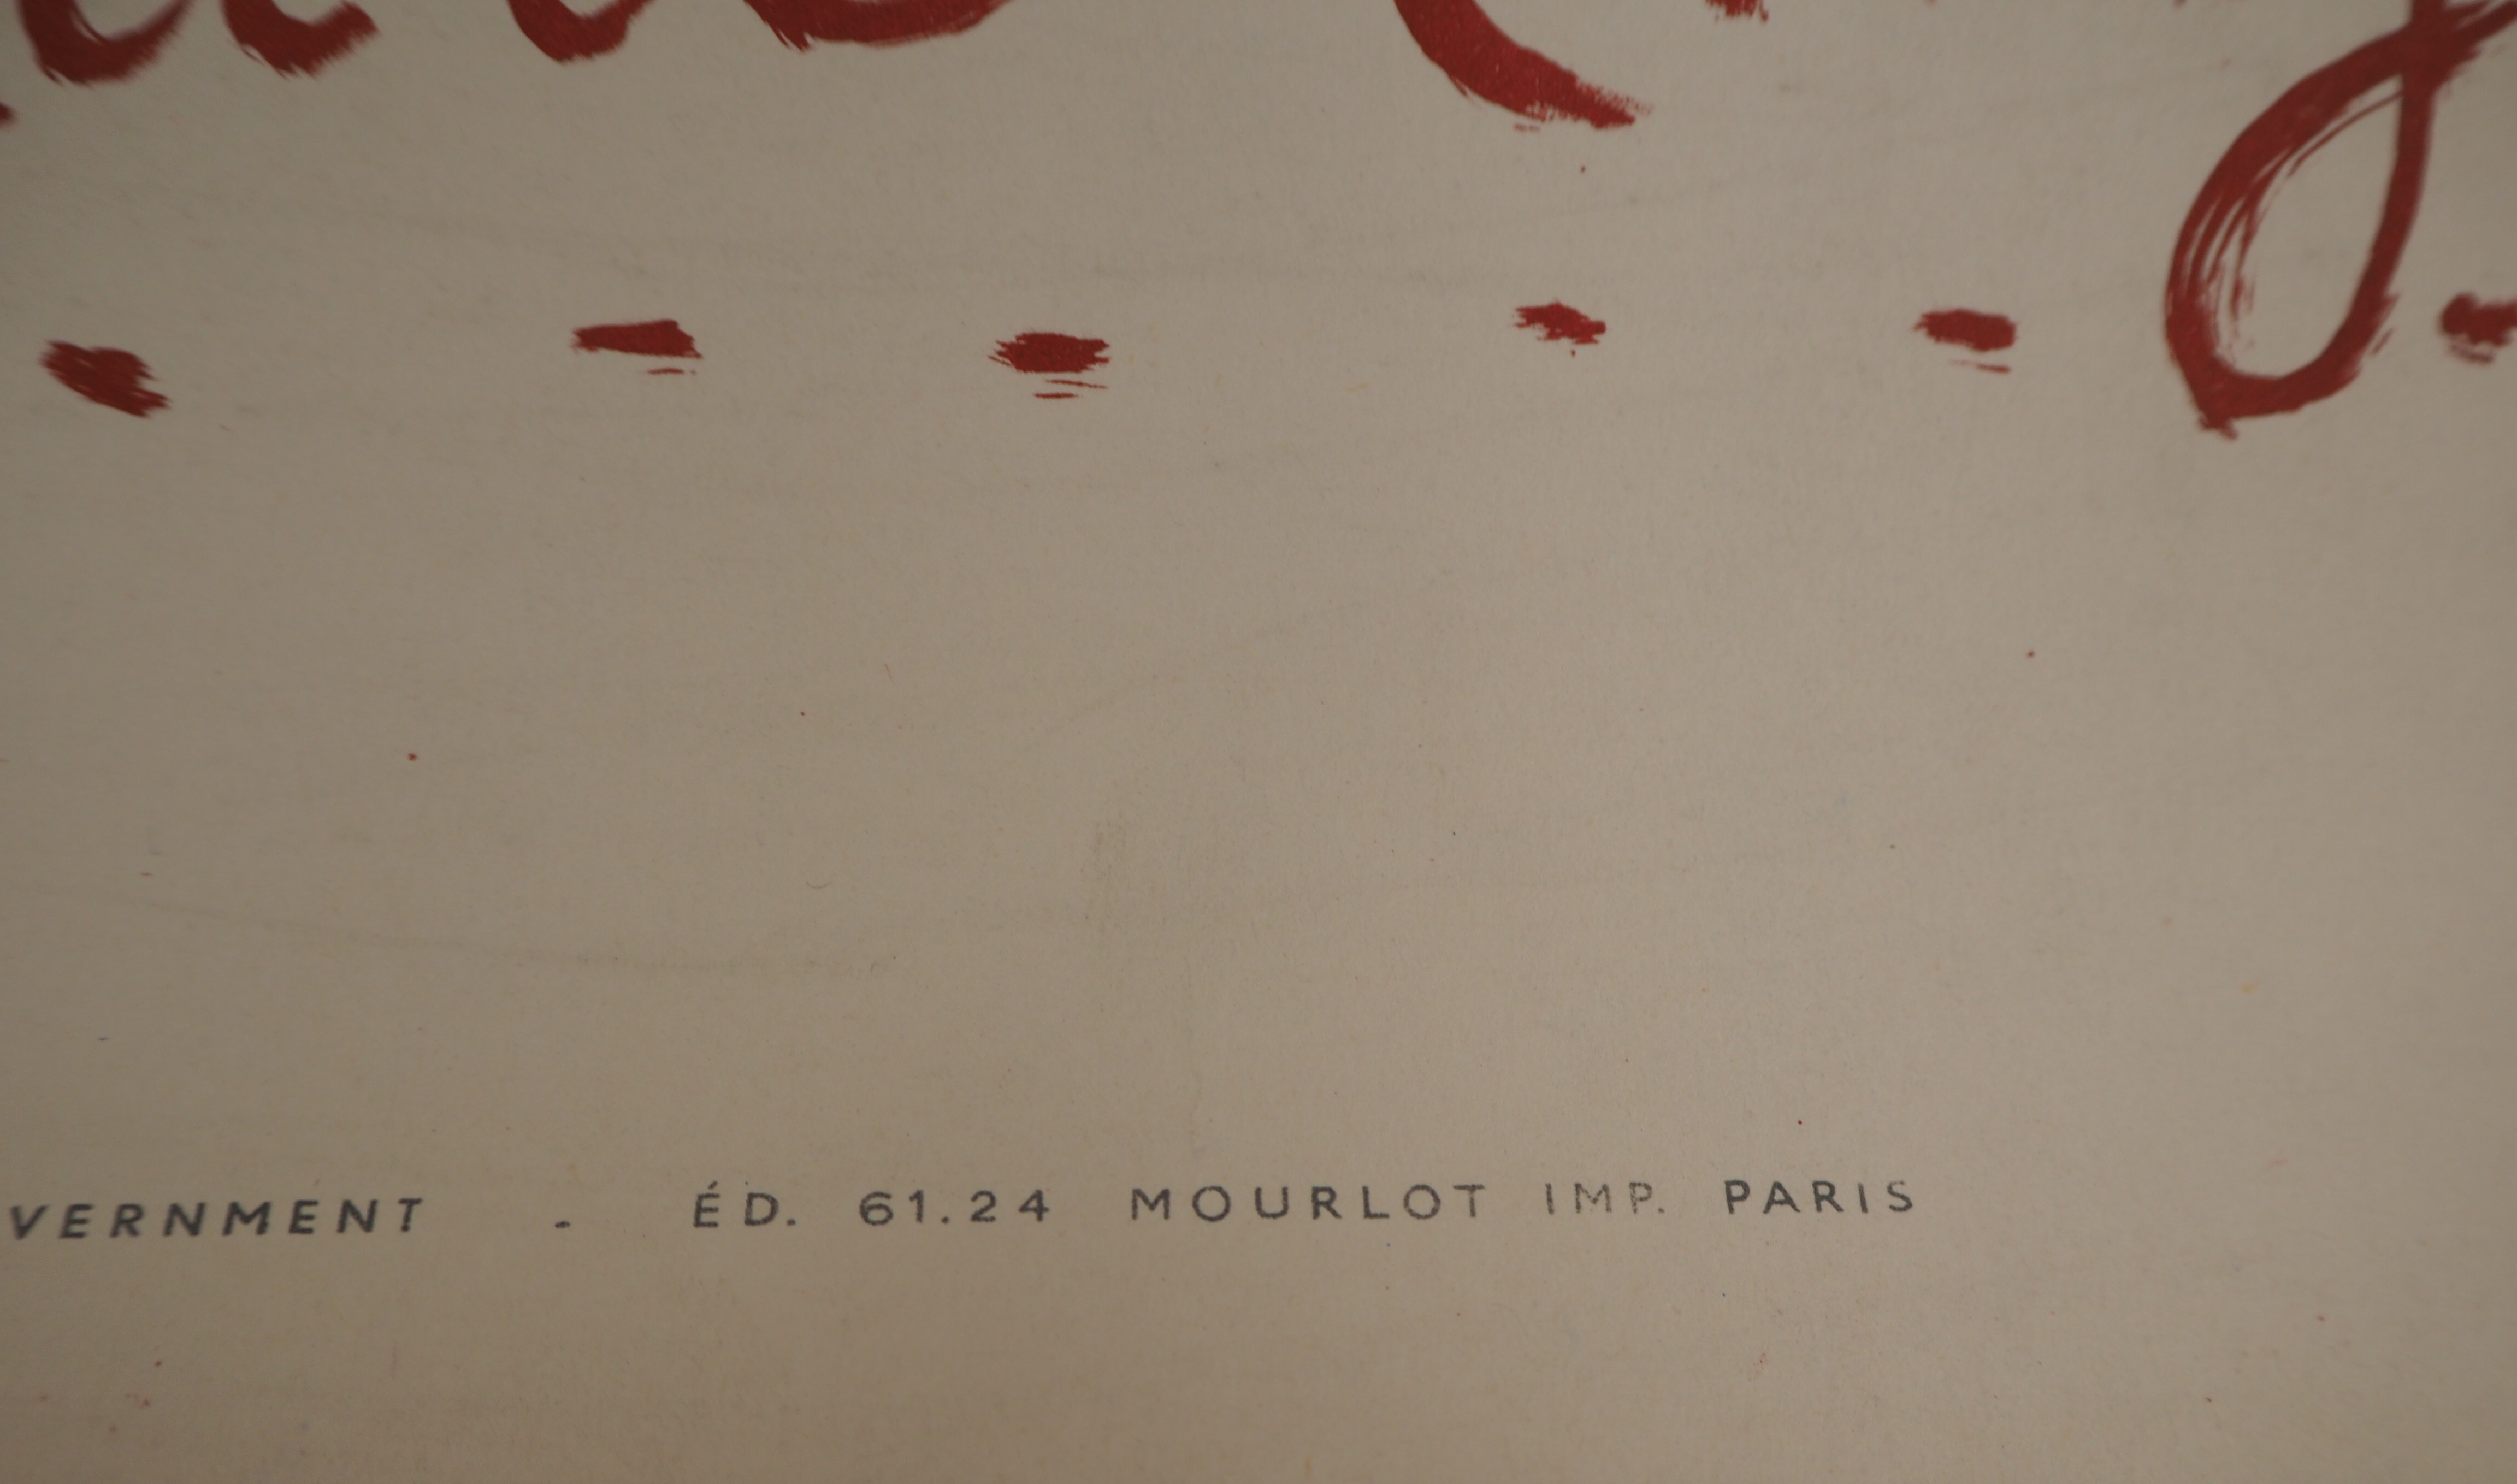 VERNMENT - ÉD. 61.24 MOURLOT IMP. PARIS